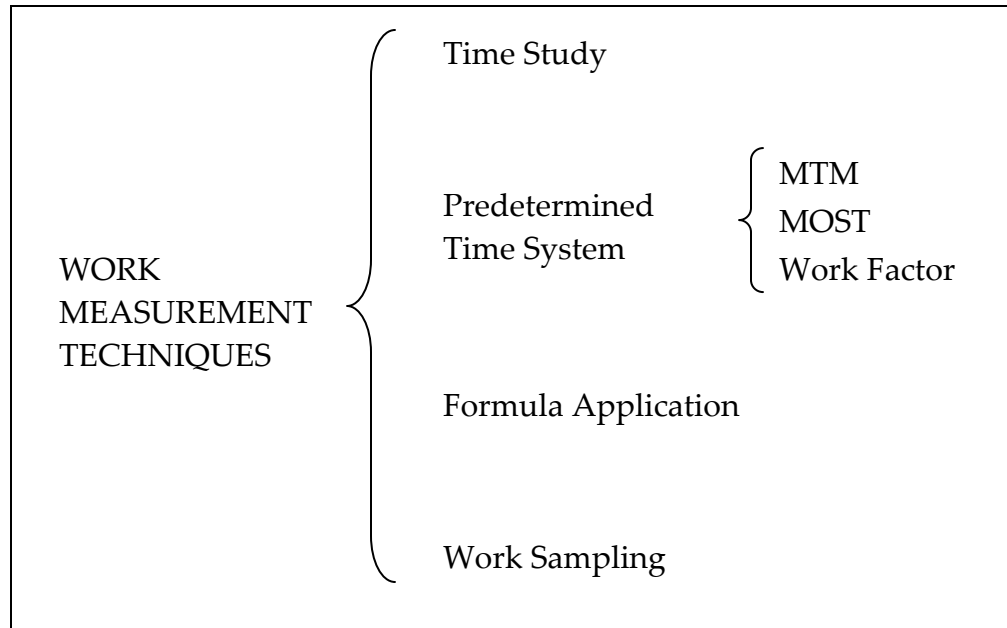 WORK
MEASUREMENT
TECHNIQUES
Time Study
Predetermined
Time System
MTM
MOST
Work Factor
Formula Application
Work Sampling